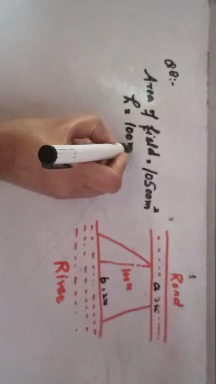 Q8:-
Area of field = 10500m²
h = 100m
Road
100m
River